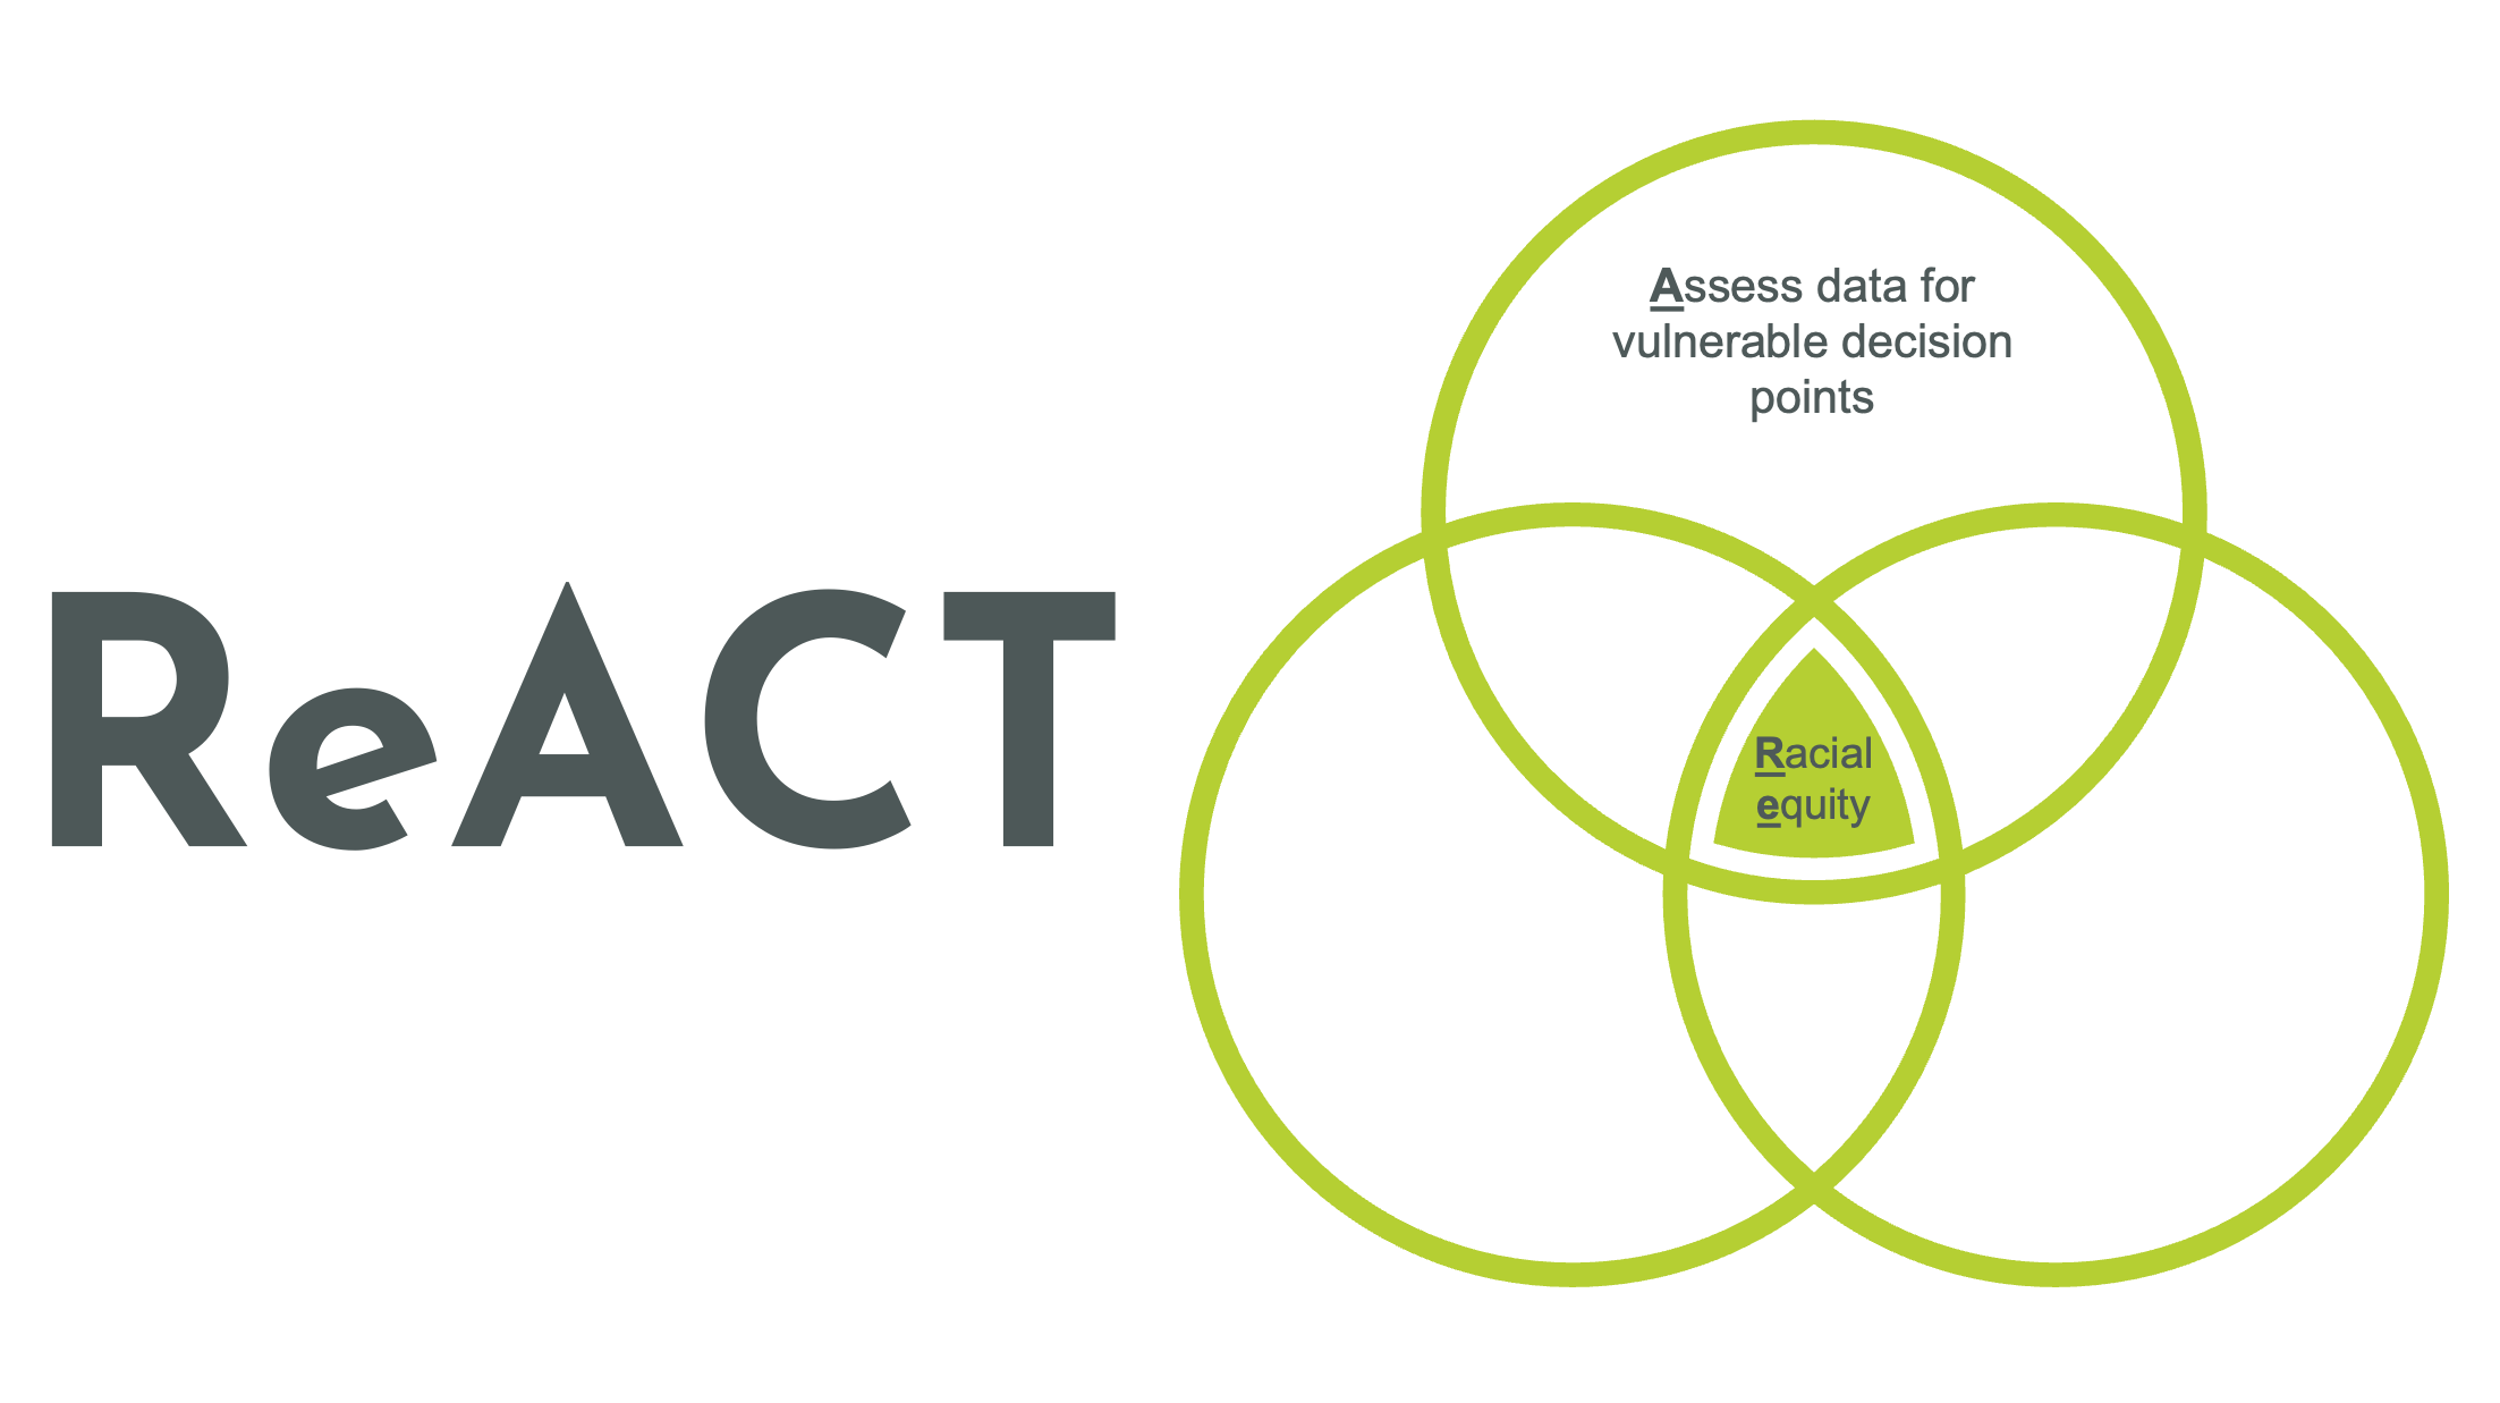 ReACT
Assess data for
vulnerable decision
points
Racial
equity